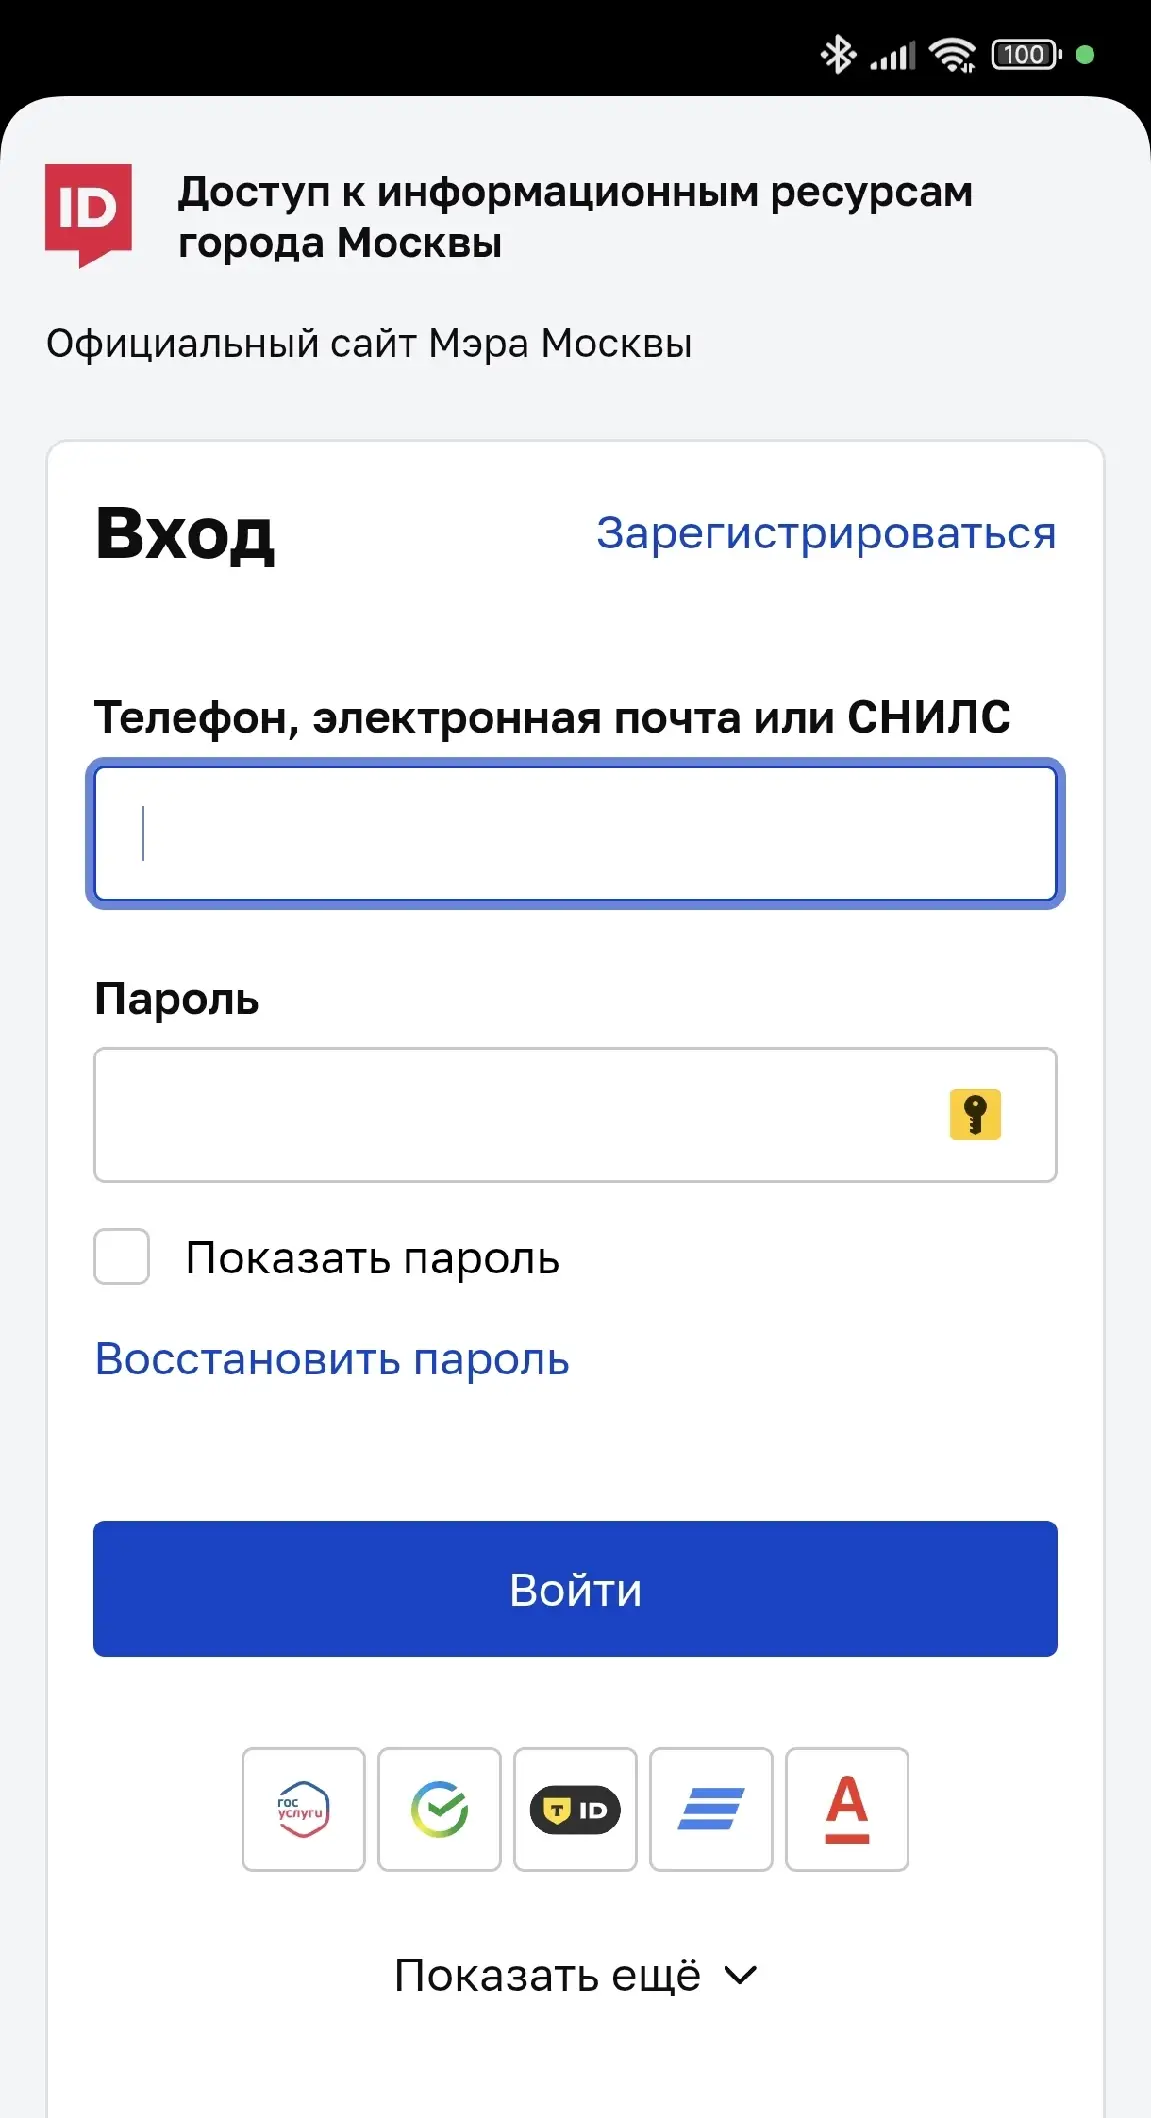 100
ID
Доступ к информационным ресурсам
города Москвы
Официальный сайт Мэра Москвы
Вход
Зарегистрироваться
Телефон, электронная почта или СНИЛС
Пароль
Показать пароль
Восстановить пароль
Войти
гос
услуги
T ID
А
Показать ещё